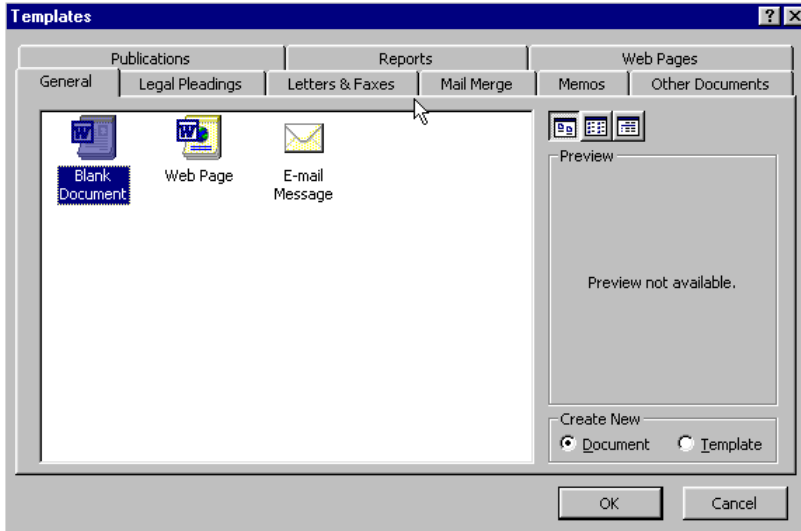 Templates
Publications Reports Web Pages
General Legal Pleadings Letters & Faxes Mail Merge Memos Other Documents
Blank
Document
Web Page
E-mail
Message
Preview
Preview not available.
Create New
Document Template
OK Cancel